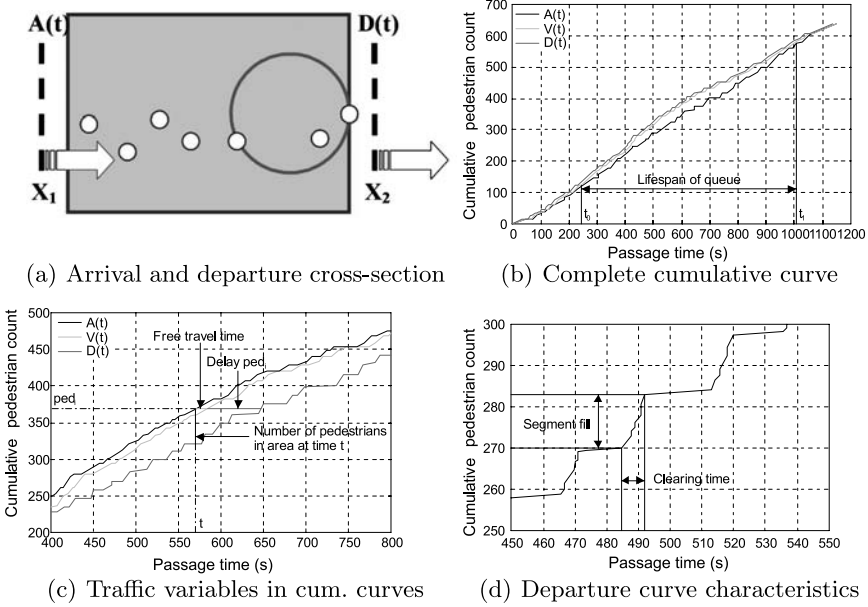 A(t)
D(t)
X1
X2
(a) Arrival and departure cross-section
Cumulative pedestrian count
700
600
500
400
300
200
100
0
A(t)
V(t)
D(t)
Lifespan of queue
t0
t1
0 100 200 300 400 500 600 700 800 900 1000 1100 1200
Passage time (s)
(b) Complete cumulative curve
Cumulative pedestrian count
500
450
400
350
300
250
200
A(t)
V(t)
D(t)
Free travel time
Delay ped
ped
Number of pedestrians
in area at time t
t
400 450 500 550 600 650 700 750 800
Passage time (s)
(c) Traffic variables in cum. curves
Cumulative pedestrian count
300
290
280
270
260
250
Segment fill
Clearing time
450 460 470 480 490 500 510 520 530 540 550
Passage time (s)
(d) Departure curve characteristics